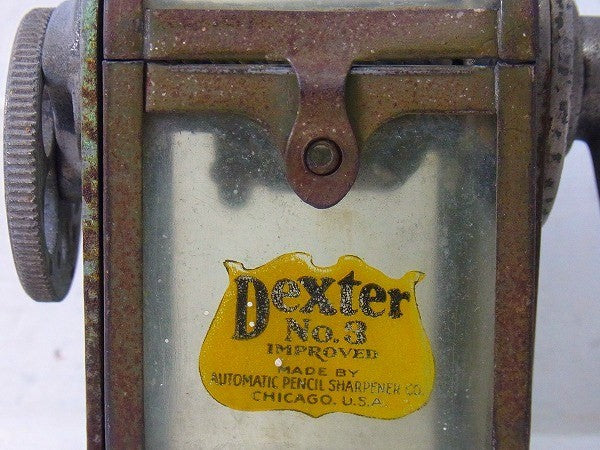 Dexter
No. 3
IMPROVED
MADE BY
AUTOMATIC PENCIL SHARPENER CO.
CHICAGO. U.S.A.